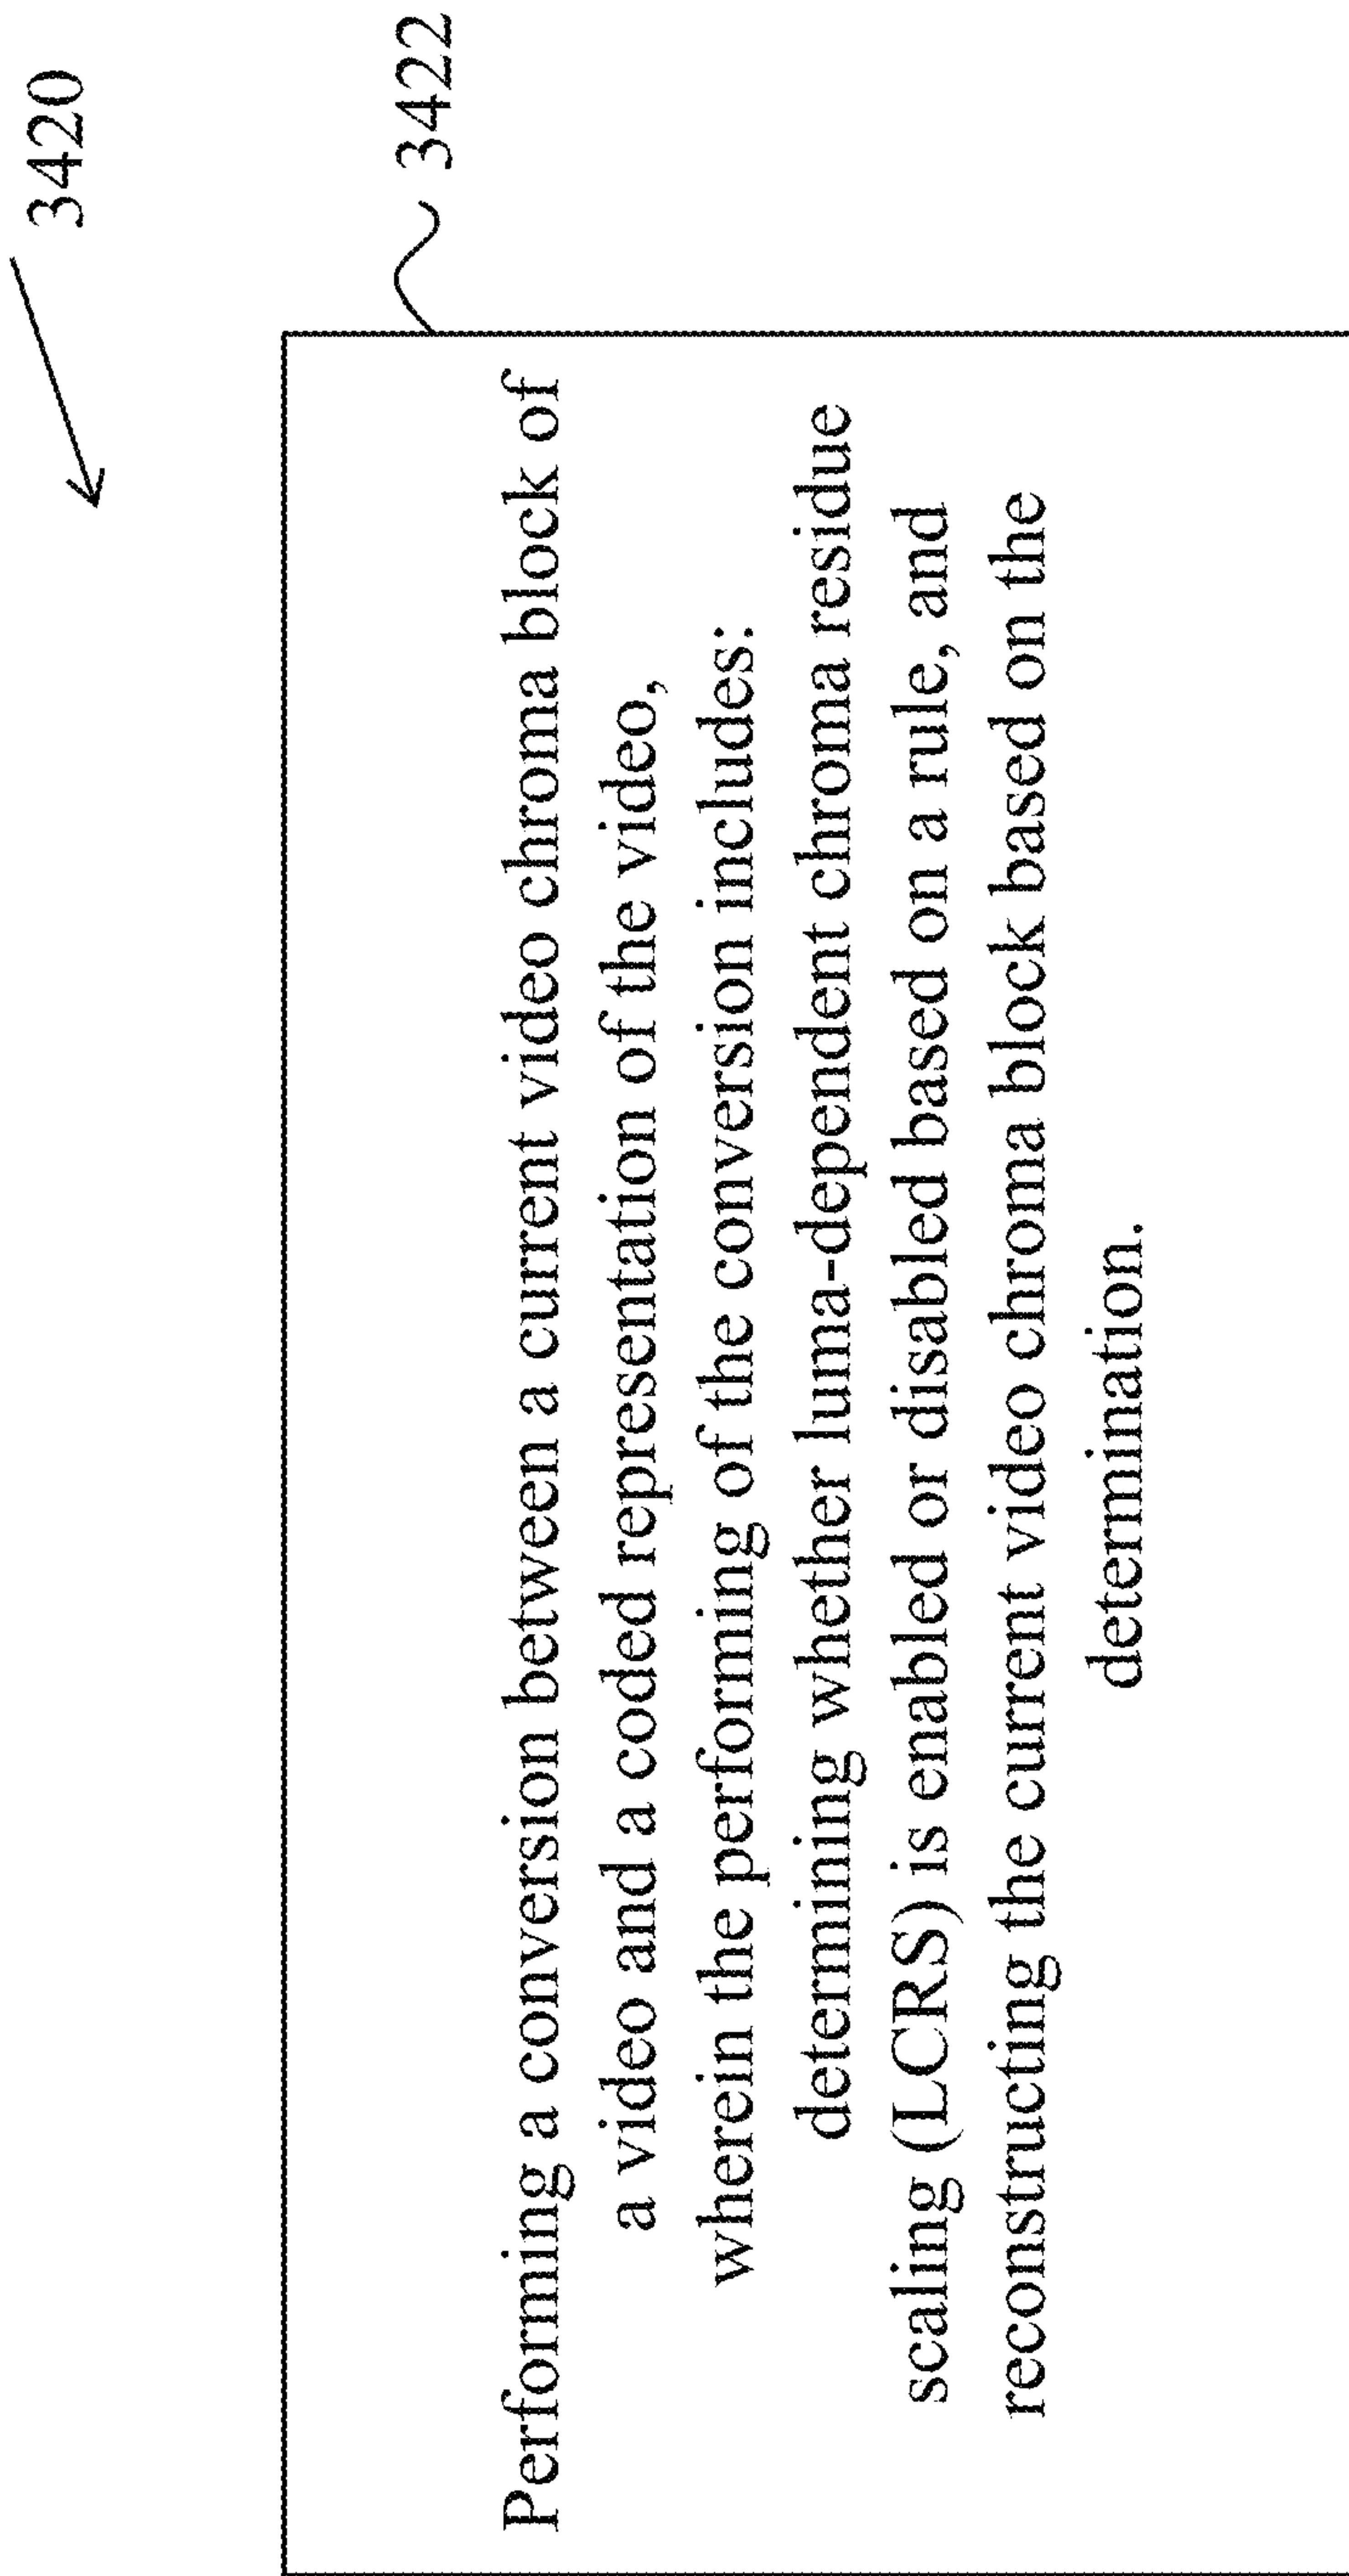 3420
3422
Performing a conversion between a current video chroma block of
a video and a coded representation of the video,
wherein the performing of the conversion includes:
determining whether luma-dependent chroma residue
scaling (LCRS) is enabled or disabled based on a rule, and
reconstructing the current video chroma block based on the
determination.